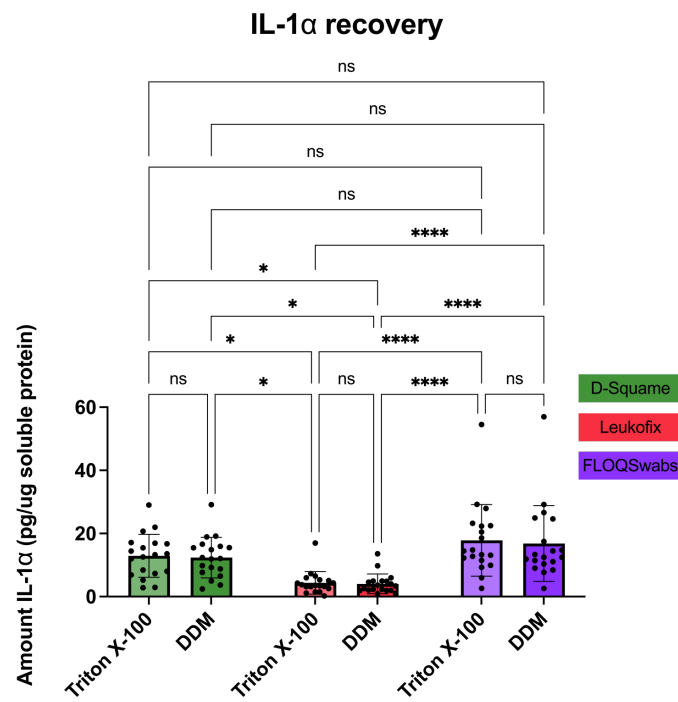 IL-1α recovery
ns
ns
ns
ns
****
*
* ****
* ****
ns * ns **** ns
Amount IL-1α (pg/ug soluble protein)
60
40
20
0
D-Squame
Leukofix
FLOQSwabs
Triton X-100 DDM Triton X-100 DDM Triton X-100 DDM